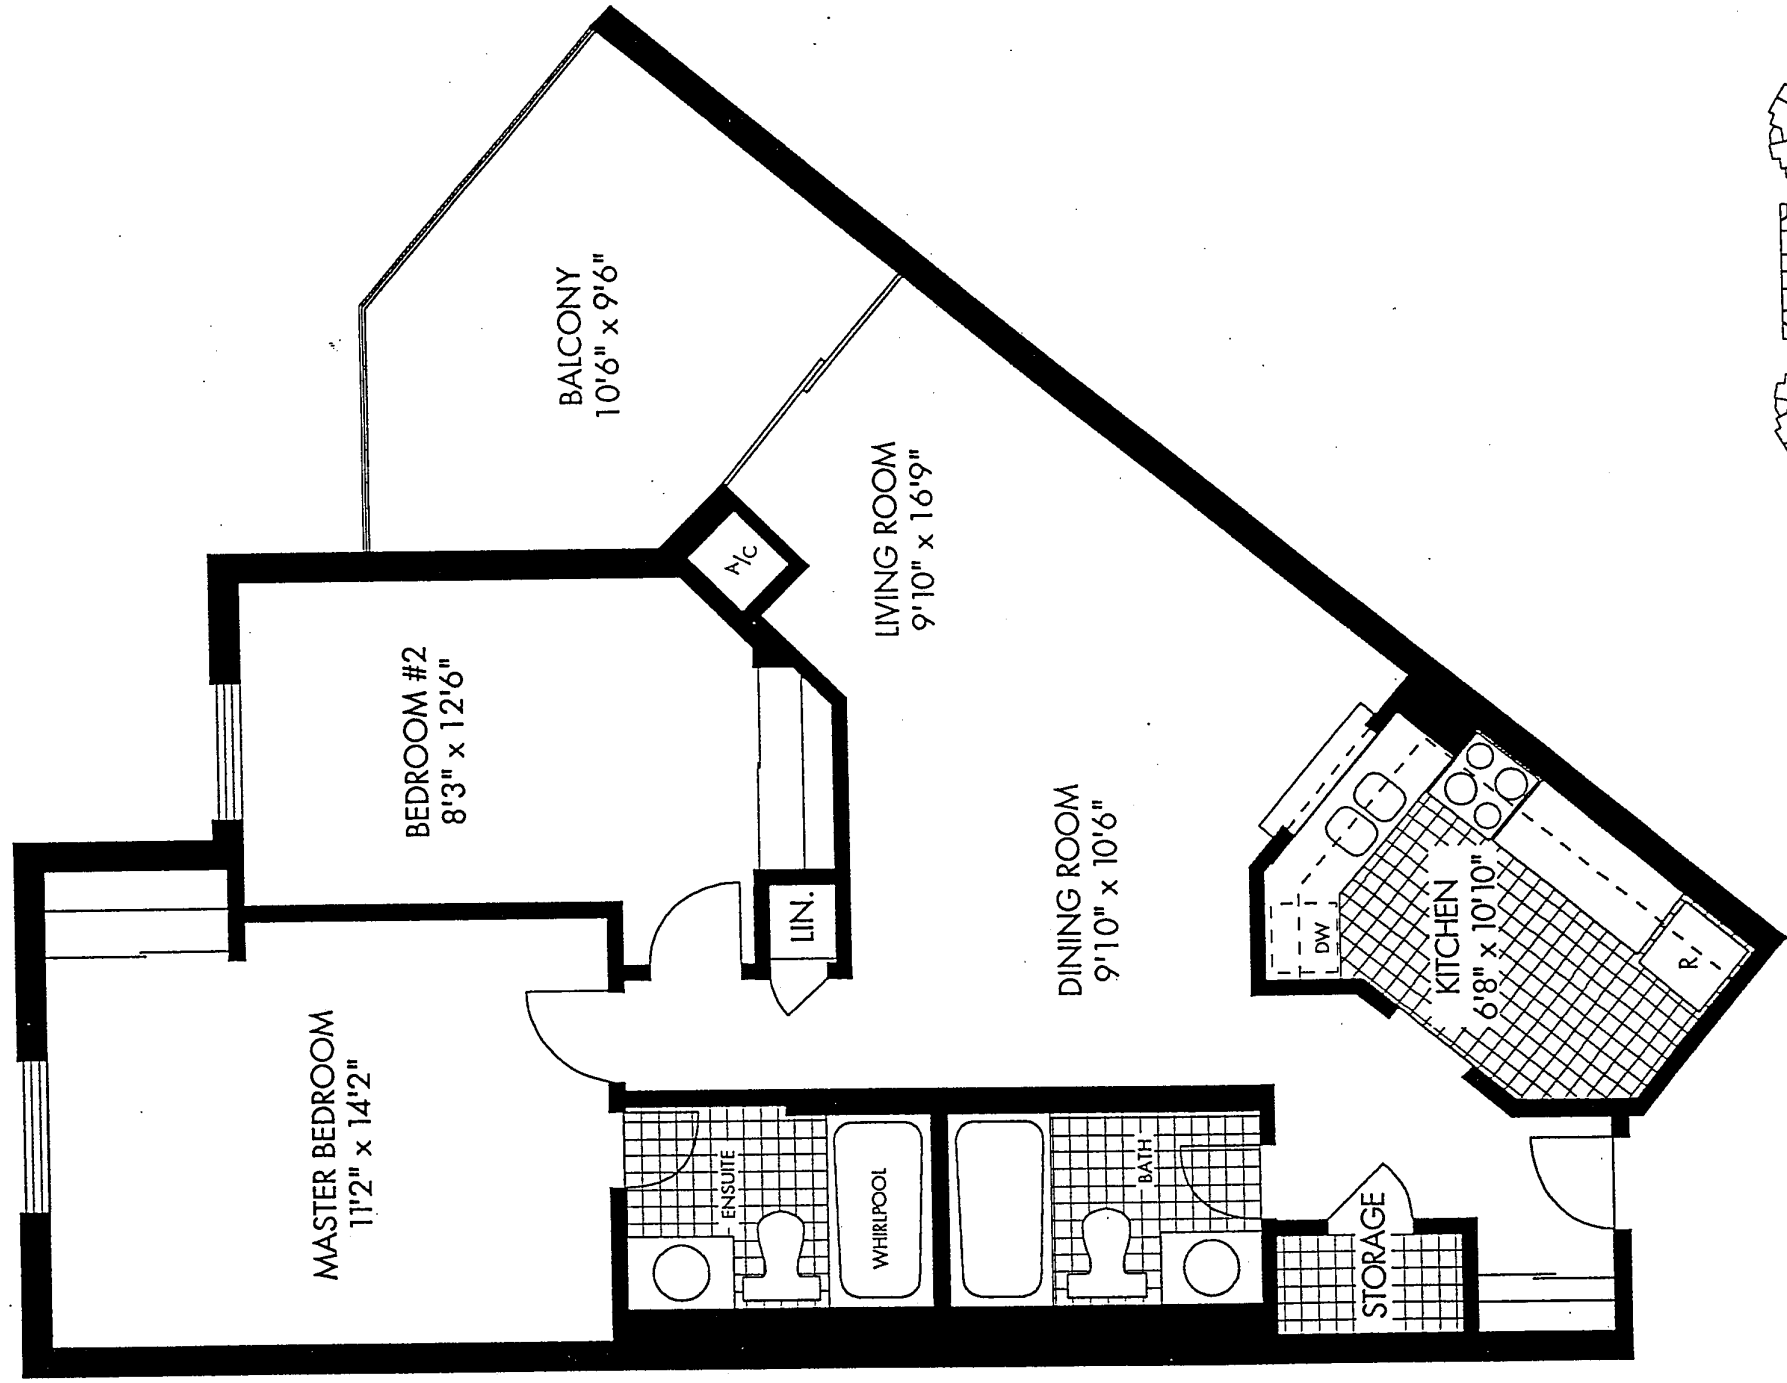 BALCONY
10'6" x 9'6"
BEDROOM #2
8'3" x 12'6"
A/C
LIVING ROOM
9'10" x 16'9"
MASTER BEDROOM
11'2" x 14'2"
LIN.
DINING ROOM
9'10" x 10'6"
DW
KITCHEN
6'8" x 10'10"
R.
ENSUITE
WHIRLPOOL
BATH
STORAGE